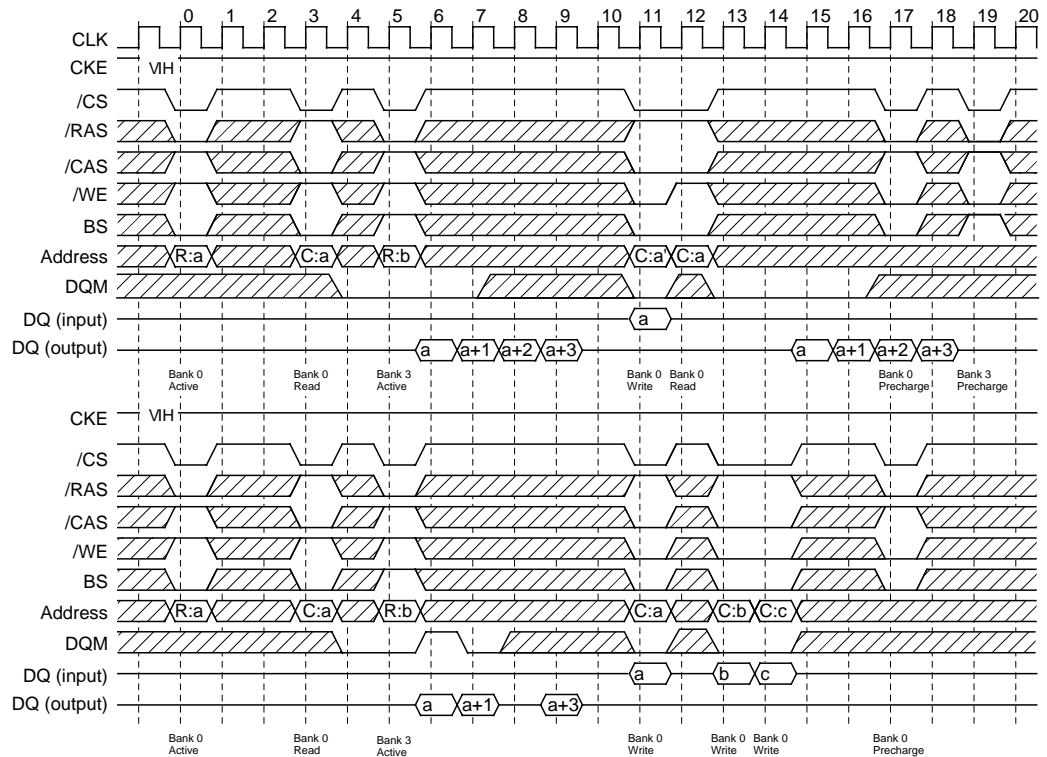 0 1 2 3 4 5 6 7 8 9 10 11 12 13 14 15 16 17 18 19 20
CLK
CKE VIH
/CS
/RAS
/CAS
/WE
BS
Address R:a C:a R:b C:a' C:a
DQM
DQ (input) a
DQ (output) a a+1 a+2 a+3 a a+1 a+2 a+3
Bank 0 Bank 0 Bank 3 Bank 0 Bank 0 Bank 0 Bank 3
Active Read Active Write Read Precharge Precharge
CKE VIH
/CS
/RAS
/CAS
/WE
BS
Address R:a C:a R:b C:a C:b C:c
DQM
DQ (input) a b c
DQ (output) a a+1 a+3
Bank 0 Bank 0 Bank 3 Bank 0 Bank 0 Bank 0 Bank 0
Active Read Active Write Write Write Precharge